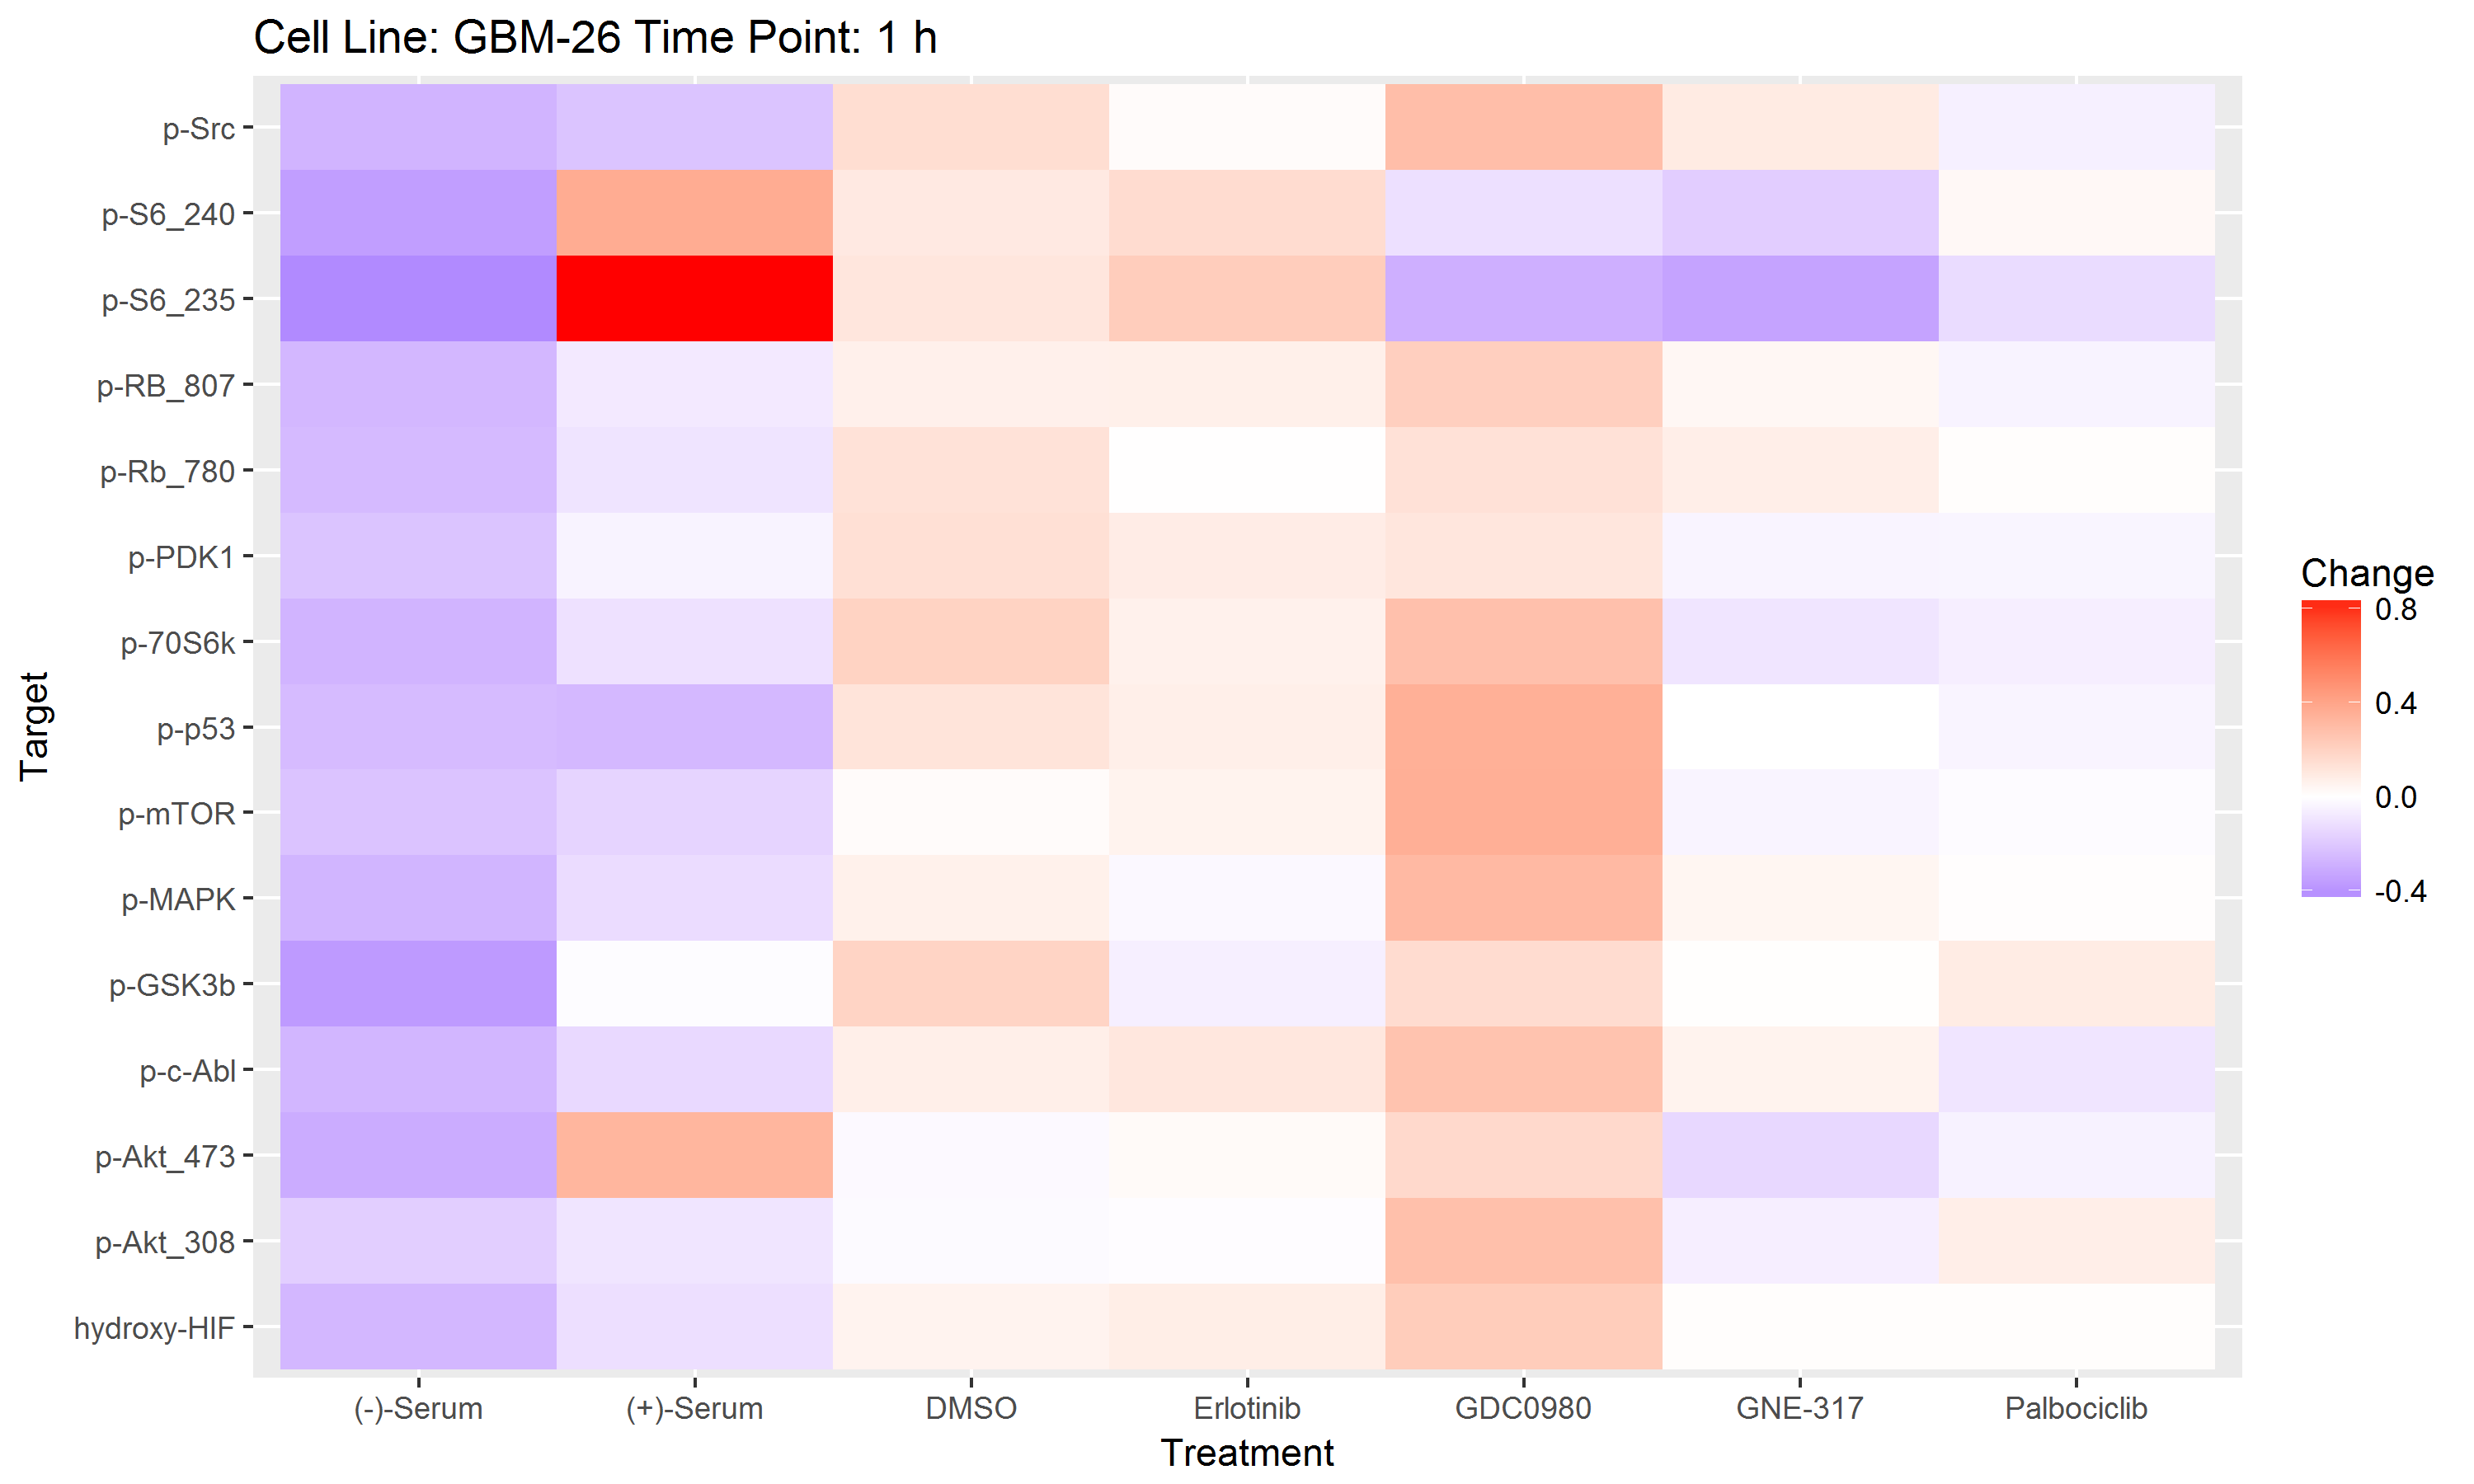 Cell Line: GBM-26 Time Point: 1 h
Target
p-Src
p-S6_240
p-S6_235
p-RB_807
p-Rb_780
p-PDK1
p-70S6k
p-p53
p-mTOR
p-MAPK
p-GSK3b
p-c-Abl
p-Akt_473
p-Akt_308
hydroxy-HIF
(-)-Serum
(+)-Serum
DMSO
Erlotinib
GDC0980
GNE-317
Palbociclib
Treatment
Change
0.8
0.4
0.0
-0.4